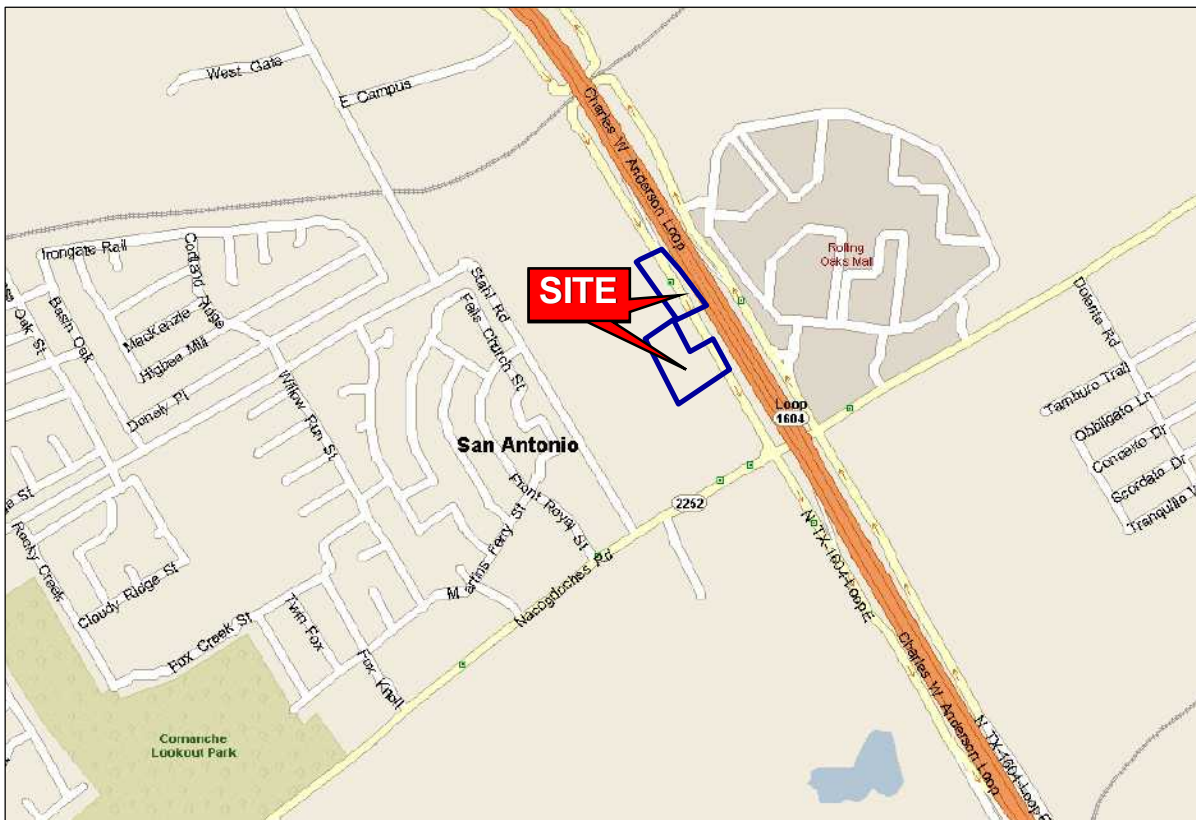 West Gate
E Campus
Charles W Anderson Loop
Irongate Rail
Cortland Ridge
Rolling
Oaks Mall
Stahl Rd
SITE
Dolante Rd
Oak St
Basin Oak
MacKenzie
Falls Church St
Higbee Mill
Tamburo Trail
Donely Pl
Willow Run St
Loop
1604
Obbligato Ln
San Antonio
Concerto Dr
Scordato Dr
Front Royal St
2252
Tranquillo
Rocky Creek
Martins Ferry St
N TX-1604-Loop E
Nacogdoches Rd
Cloudy Ridge St
Twin Fox
Fox Creek St
Fox Knoll
Charles W Anderson Loop
Comanche
Lookout Park
N TX-1604-Loop E